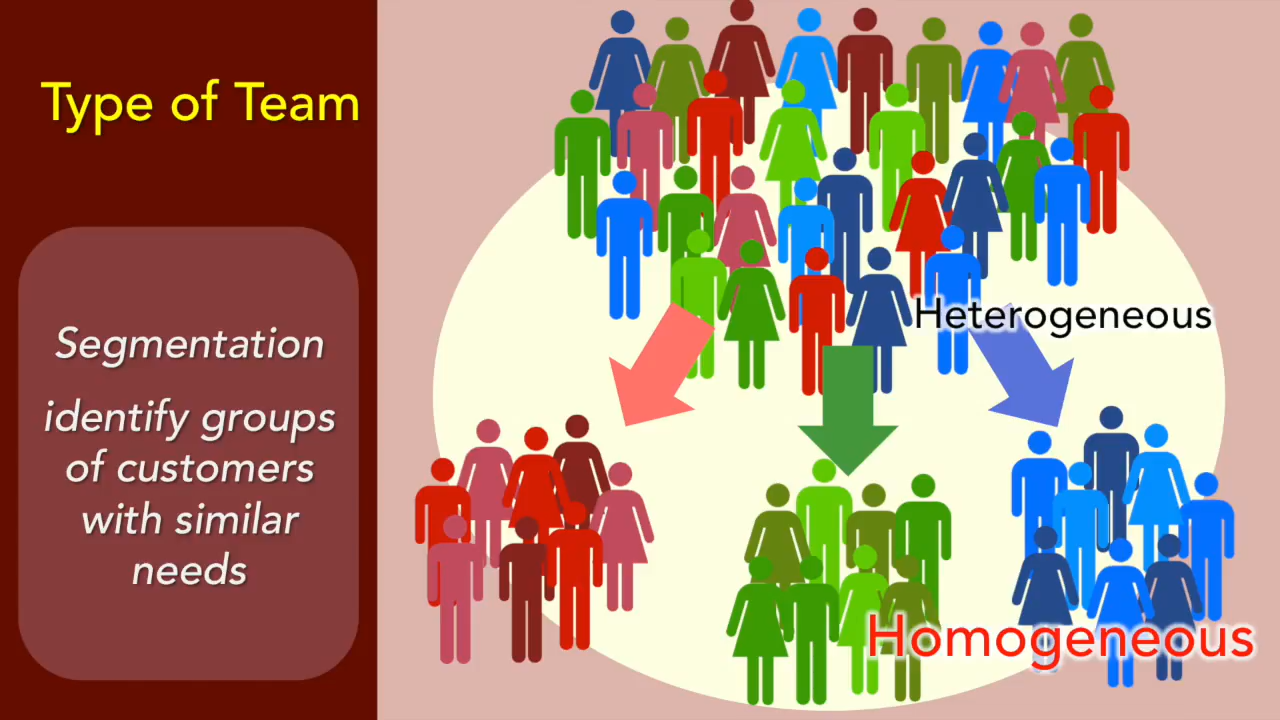 Type of Team
Segmentation
identify groups
of customers
with similar
needs
Heterogeneous
Homogeneous